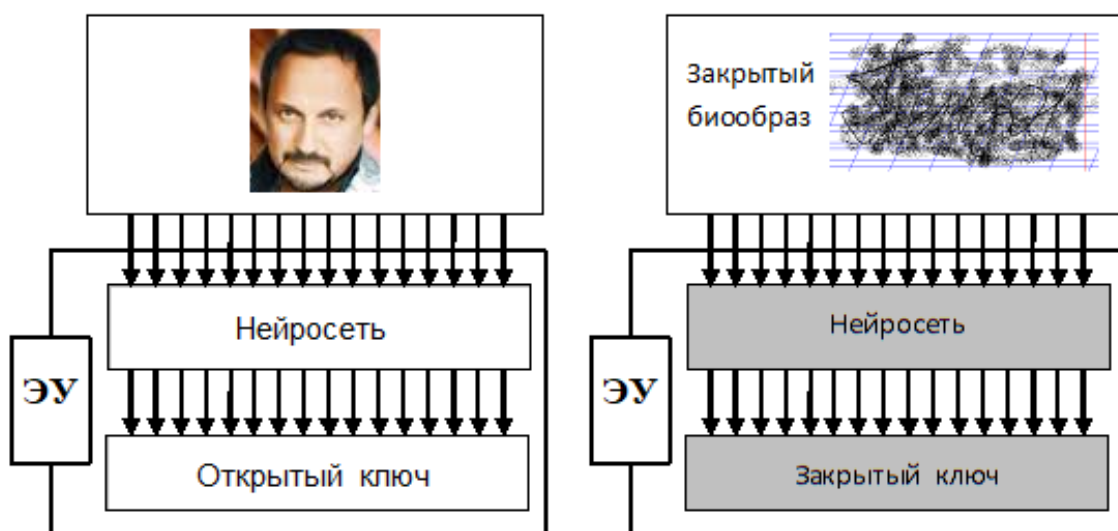 Закрытый
биообраз
Нейросеть
Нейросеть
ЭУ
ЭУ
Открытый ключ
Закрытый ключ